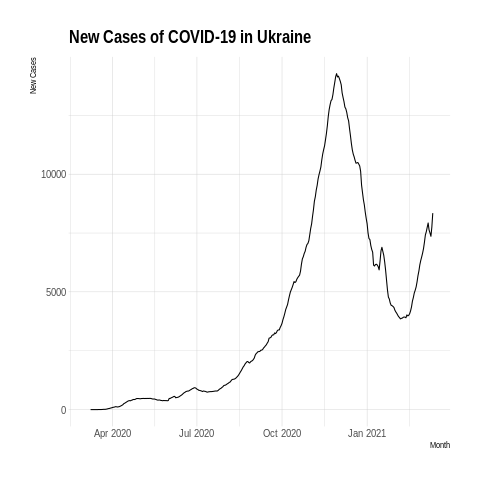 New Cases of COVID-19 in Ukraine
New Cases
10000
5000
0
Apr 2020 Jul 2020 Oct 2020 Jan 2021
Month